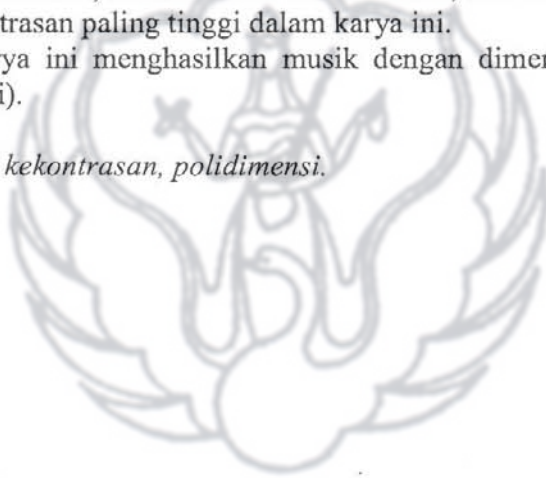 trasan paling tinggi dalam karya ini.
ya ini menghasilkan musik dengan dimen
i).
kekontrasan, polidimensi.